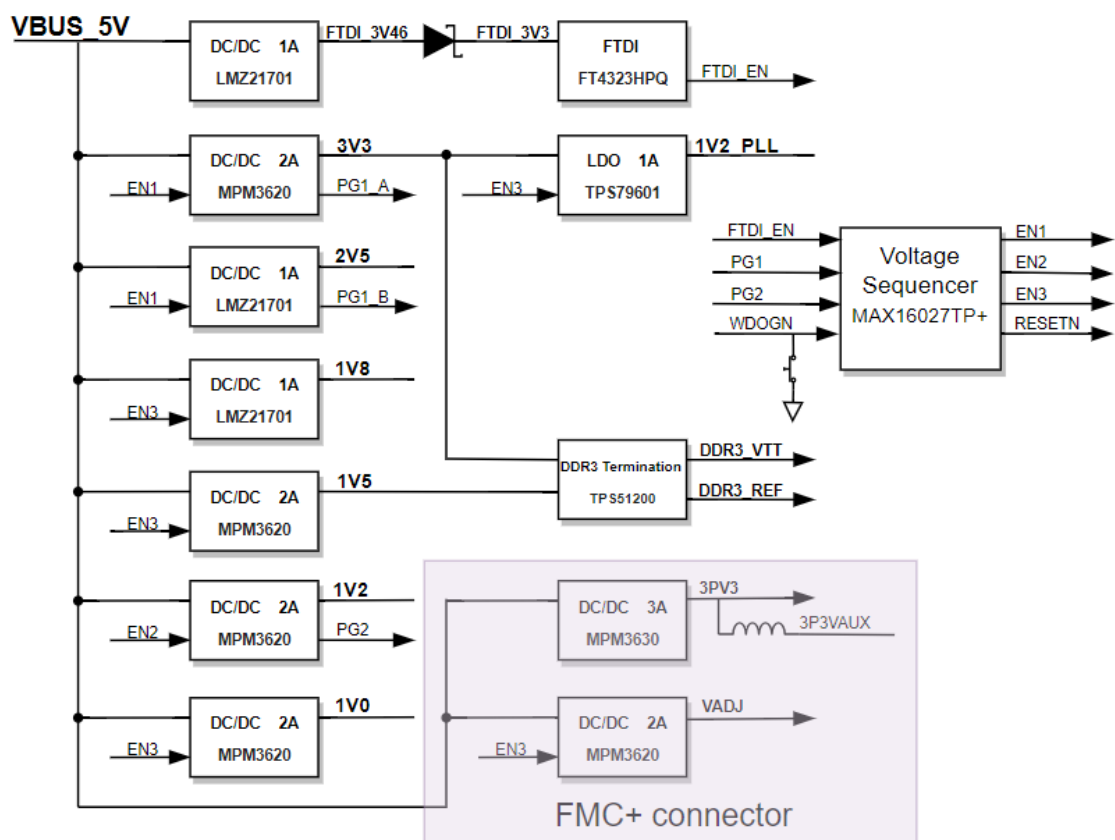 VBUS_5V
DC/DC 1A
LMZ21701
FTDI_3V46
FTDI_3V3
FTDI
FT4323HPQ
FTDI_EN
DC/DC 2A
MPM3620
3V3
EN1
PG1_A
LDO 1A
TPS79601
1V2_PLL
EN3
DC/DC 1A
LMZ21701
2V5
EN1
PG1_B
FTDI_EN
PG1
PG2
WDOGN
Voltage
Sequencer
MAX16027TP+
EN1
EN2
EN3
RESETN
DC/DC 1A
LMZ21701
1V8
EN3
DC/DC 2A
MPM3620
1V5
EN3
DDR3 Termination
TPS51200
DDR3_VTT
DDR3_REF
DC/DC 2A
MPM3620
1V2
EN2
PG2
DC/DC 3A
MPM3630
3PV3
3P3VAUX
DC/DC 2A
MPM3620
1V0
EN3
DC/DC 2A
MPM3620
VADJ
EN3
FMC+ connector